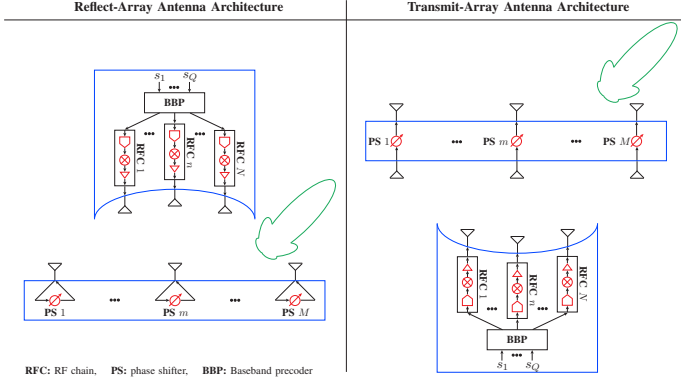 Reflect-Array Antenna Architecture
s1 ... sQ
BBP
RFC 1 ... RFC n ... RFC N
PS 1 ... PS m ... PS M
RFC: RF chain, PS: phase shifter, BBP: Baseband precoder
Transmit-Array Antenna Architecture
PS 1 ... PS m ... PS M
RFC 1 ... RFC n ... RFC N
BBP
s1 ... sQ